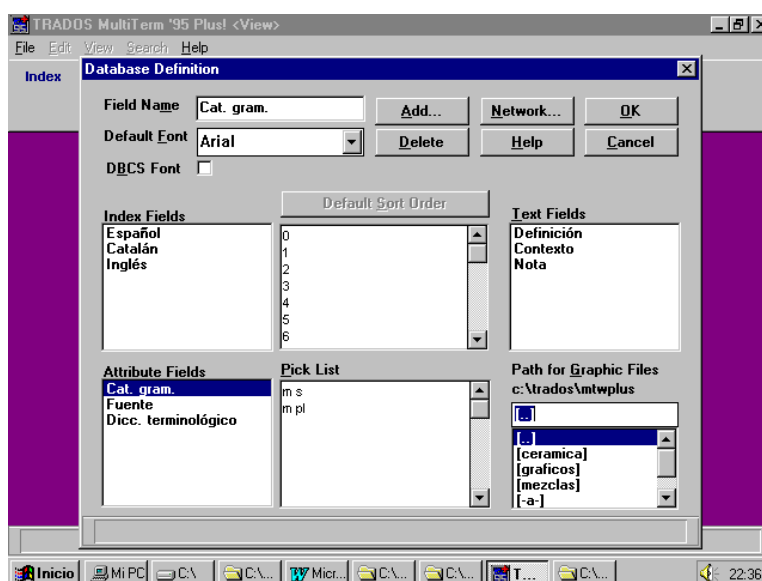 TRADOS MultiTerm '95 Plus! <View>
File Edit View Search Help
Index
Database Definition
Field Name Cat. gram. Add... Network... OK
Default Font Arial Delete Help Cancel
DBCS Font
Default Sort Order
Index Fields Text Fields
Español 0 Definición
Catalán 1 Contexto
Inglés 2 Nota
3
4
5
6
Attribute Fields Pick List Path for Graphic Files
Cat. gram. m s c:\trados\mtwplus
Fuente m pl [..]
Dicc. terminológico [..]
[ceramica]
[graficos]
[mezclas]
[-a-]
Inicio Mi PC C:\ C:\... Micr... C:\... C:\... T... C:\... 22:36